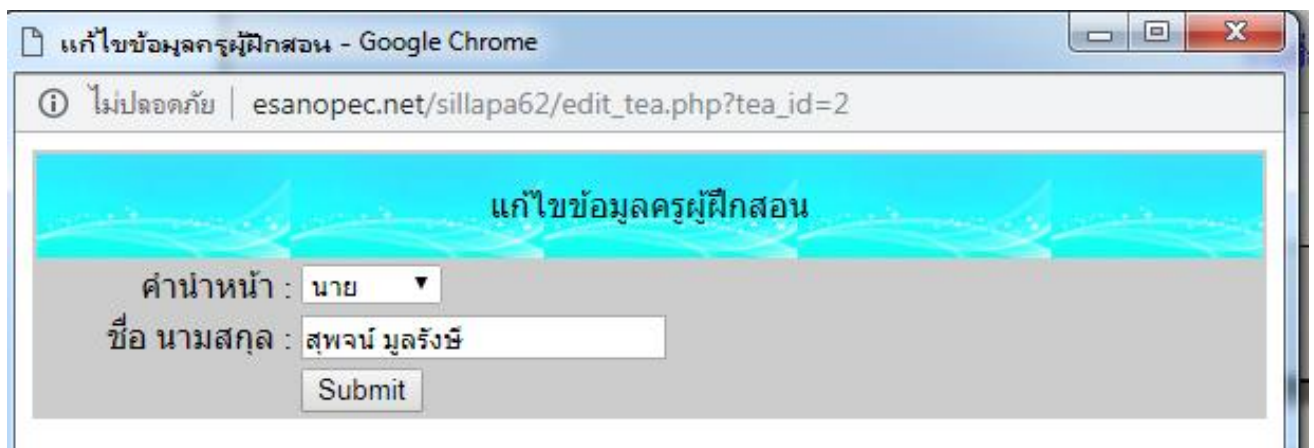 แก้ไขข้อมูลครูผู้ฝึกสอน - Google Chrome
ไม่ปลอดภัย | esanopec.net/sillapa62/edit_tea.php?tea_id=2
แก้ไขข้อมูลครูผู้ฝึกสอน
คำนำหน้า : นาย
ชื่อ นามสกุล : สุพจน์ มูลรังษี
Submit